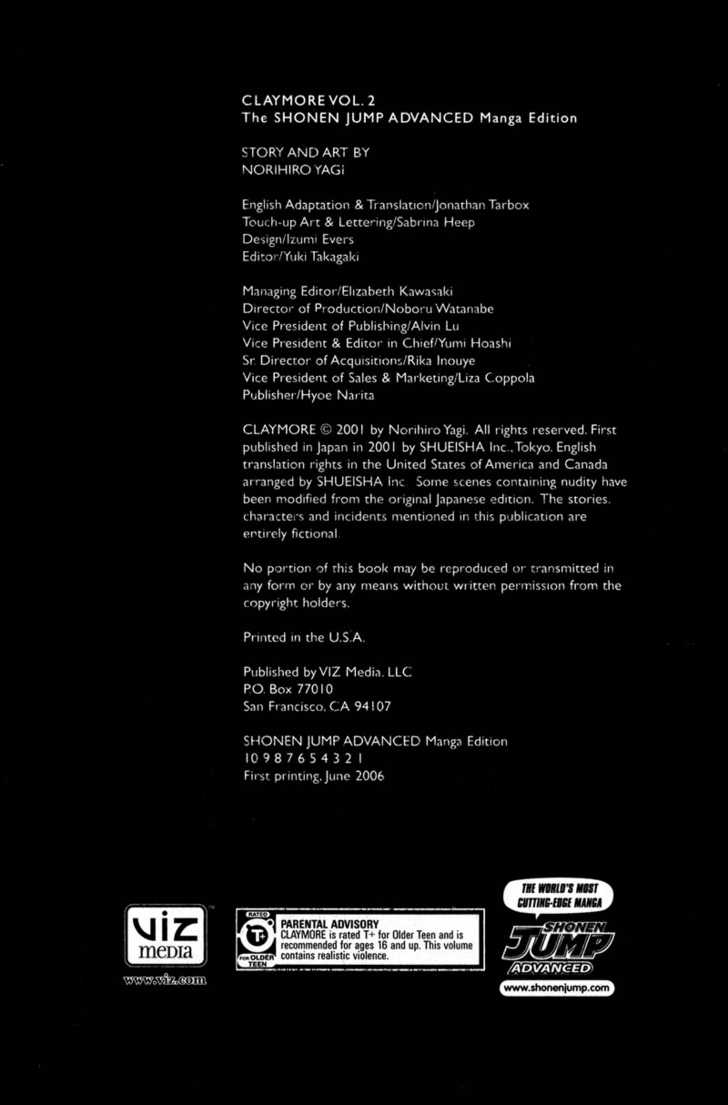 CLAYMORE VOL. 2
The SHONEN JUMP ADVANCED Manga Edition
STORY AND ART BY
NORIHIRO YAGI
English Adaptation & Translation/Jonathan Tarbox
Touch-up Art & Lettering/Sabrina Heep
Design/Izumi Evers
Editor/Yuki Takagaki
Managing Editor/Elizabeth Kawasaki
Director of Production/Noboru Watanabe
Vice President of Publishing/Alvin Lu
Vice President & Editor in Chief/Yumi Hoashi
Sr. Director of Acquisitions/Rika Inouye
Vice President of Sales & Marketing/Liza Coppola
Publisher/Hyoe Narita
CLAYMORE © 2001 by Norihiro Yagi. All rights reserved. First
published in Japan in 2001 by SHUEISHA Inc., Tokyo. English
translation rights in the United States of America and Canada
arranged by SHUEISHA Inc. Some scenes containing nudity have
been modified from the original Japanese edition. The stories,
characters and incidents mentioned in this publication are
entirely fictional.
No portion of this book may be reproduced or transmitted in
any form or by any means without written permission from the
copyright holders.
Printed in the U.S.A.
Published by VIZ Media, LLC
P.O. Box 77010
San Francisco, CA 94107
SHONEN JUMP ADVANCED Manga Edition
10 9 8 7 6 5 4 3 2 1
First printing, June 2006
THE WORLD'S MOST
CUTTING-EDGE MANGA
SHONEN
JUMP
ADVANCED
www.shonenjump.com
VIZ
media
www.viz.com
RATED
T+
FOR OLDER
TEEN
PARENTAL ADVISORY
CLAYMORE is rated T+ for Older Teen and is
recommended for ages 16 and up. This volume
contains realistic violence.